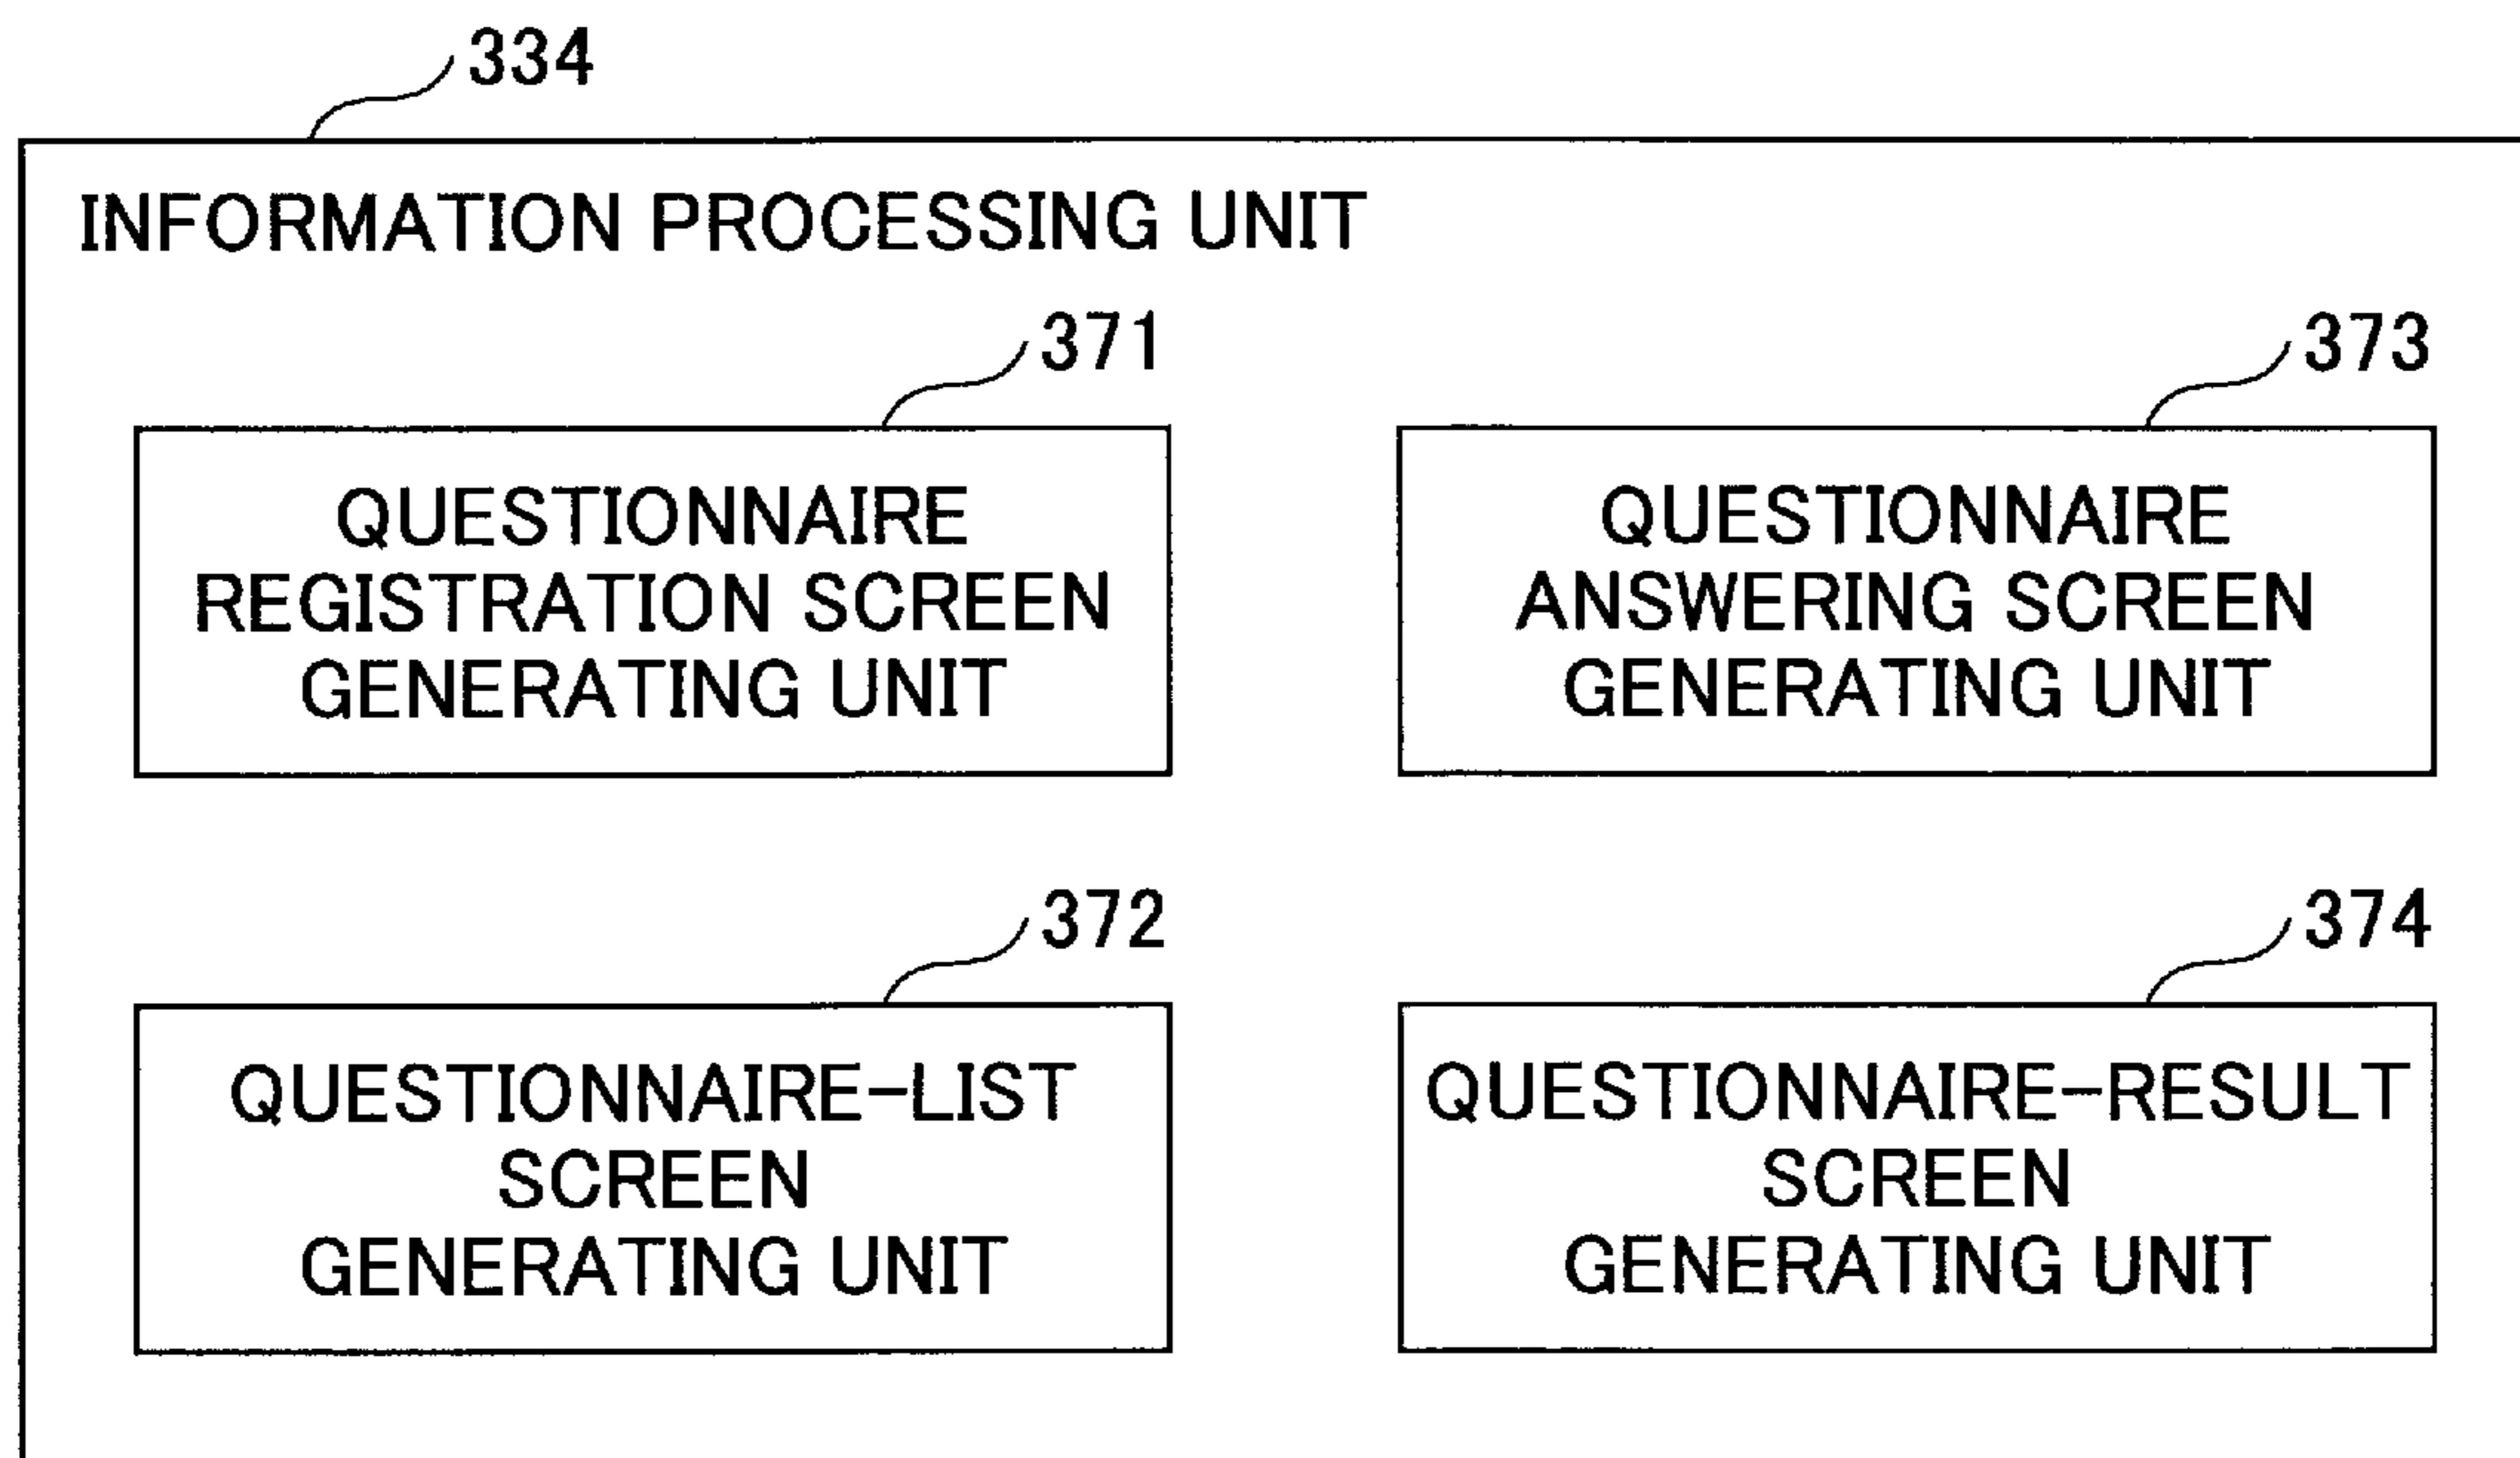 334
INFORMATION PROCESSING UNIT
371
QUESTIONNAIRE
REGISTRATION SCREEN
GENERATING UNIT
373
QUESTIONNAIRE
ANSWERING SCREEN
GENERATING UNIT
372
QUESTIONNAIRE-LIST
SCREEN
GENERATING UNIT
374
QUESTIONNAIRE-RESULT
SCREEN
GENERATING UNIT